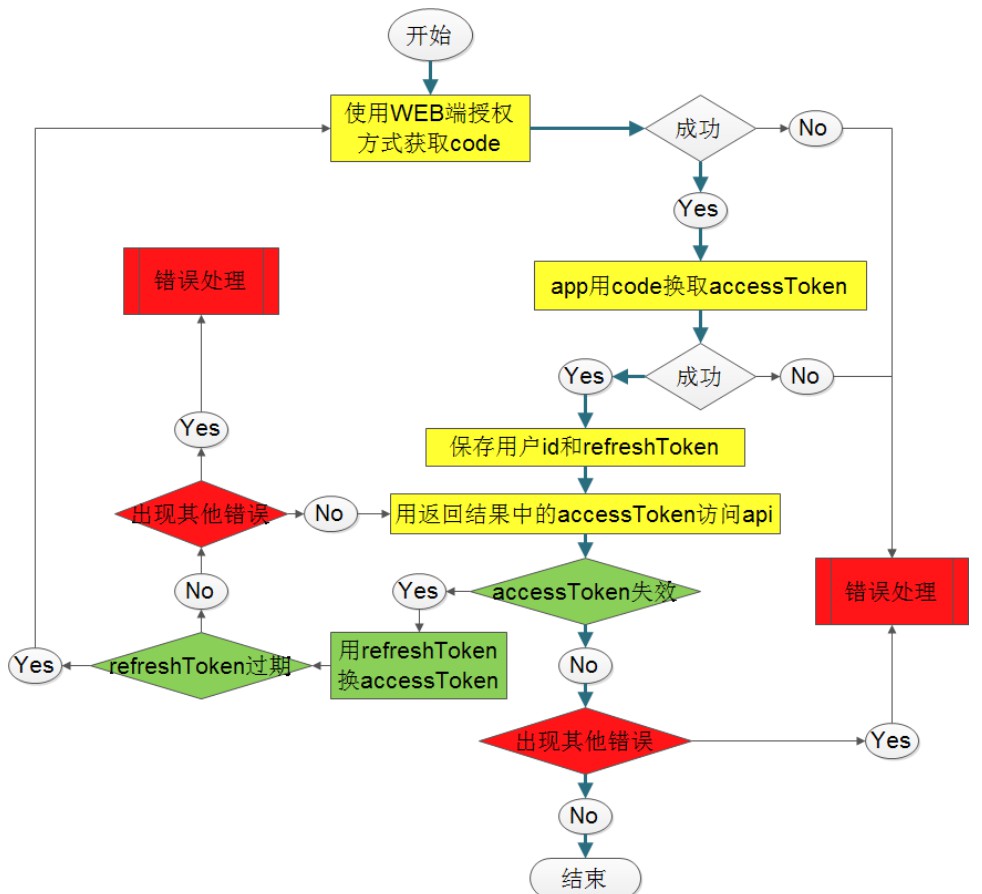 开始
使用WEB端授权
方式获取code
成功
No
Yes
错误处理
app用code换取accessToken
Yes
成功
No
Yes
保存用户id和refreshToken
出现其他错误
No
用返回结果中的accessToken访问api
No
Yes
accessToken失效
错误处理
Yes
refreshToken过期
用refreshToken
换accessToken
No
出现其他错误
Yes
No
结束